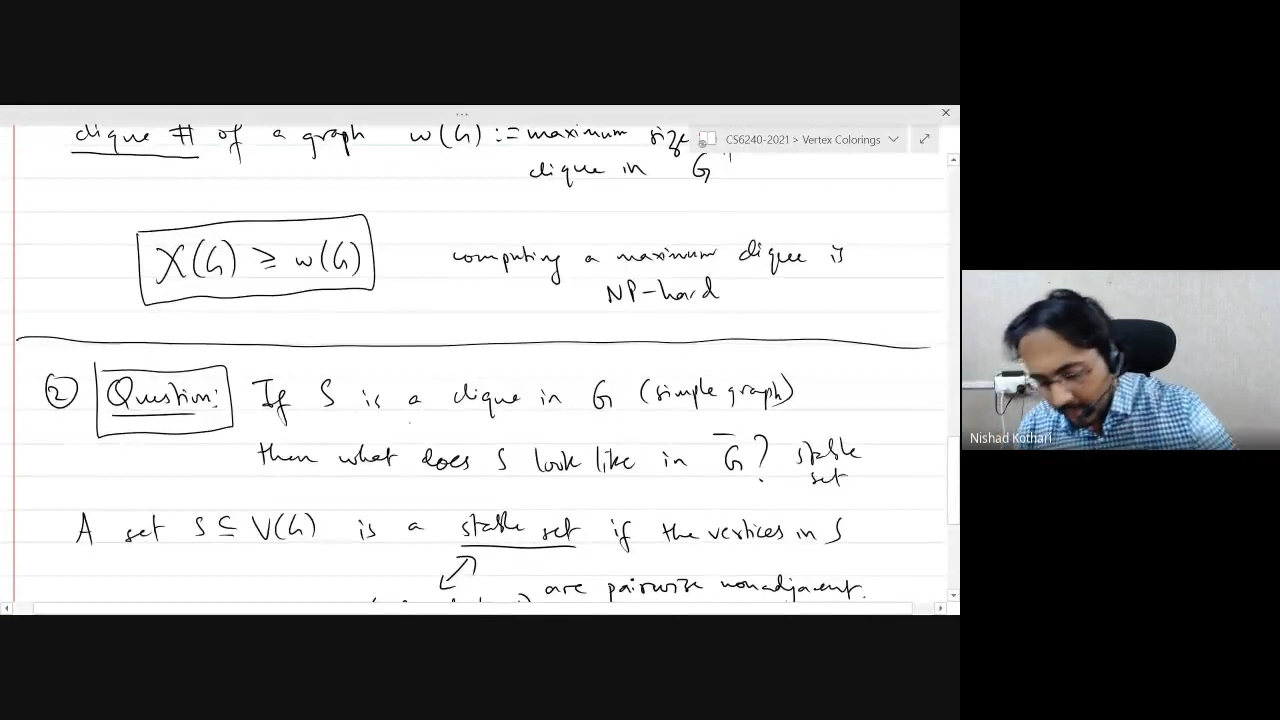 CS6240-2021 > Vertex Colorings
clique # of a graph ω(G) := maximum size
clique in G
χ(G) ≥ ω(G)
computing a maximum clique is
NP-hard
② Question: If S is a clique in G (simple graph)
then what does S look like in G̅? stable
set
A set S ⊆ V(G) is a stable set if the vertices in S
are pairwise nonadjacent.
Nishad Kothari